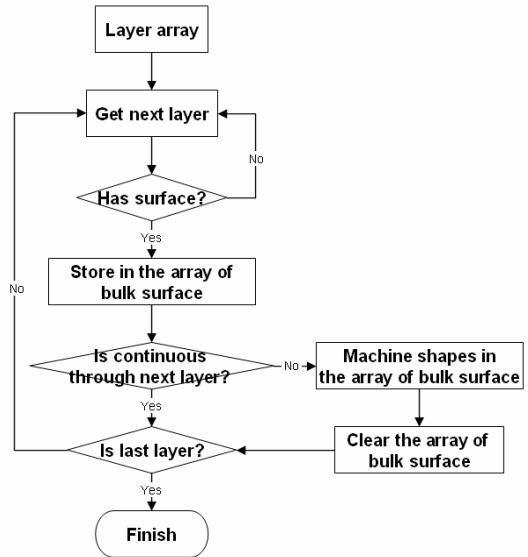 Layer array
Get next layer
No
Has surface?
Yes
Store in the array of
bulk surface
No
Is continuous
through next layer?
No
Machine shapes in
the array of bulk surface
Yes
Is last layer?
Clear the array of
bulk surface
Yes
Finish